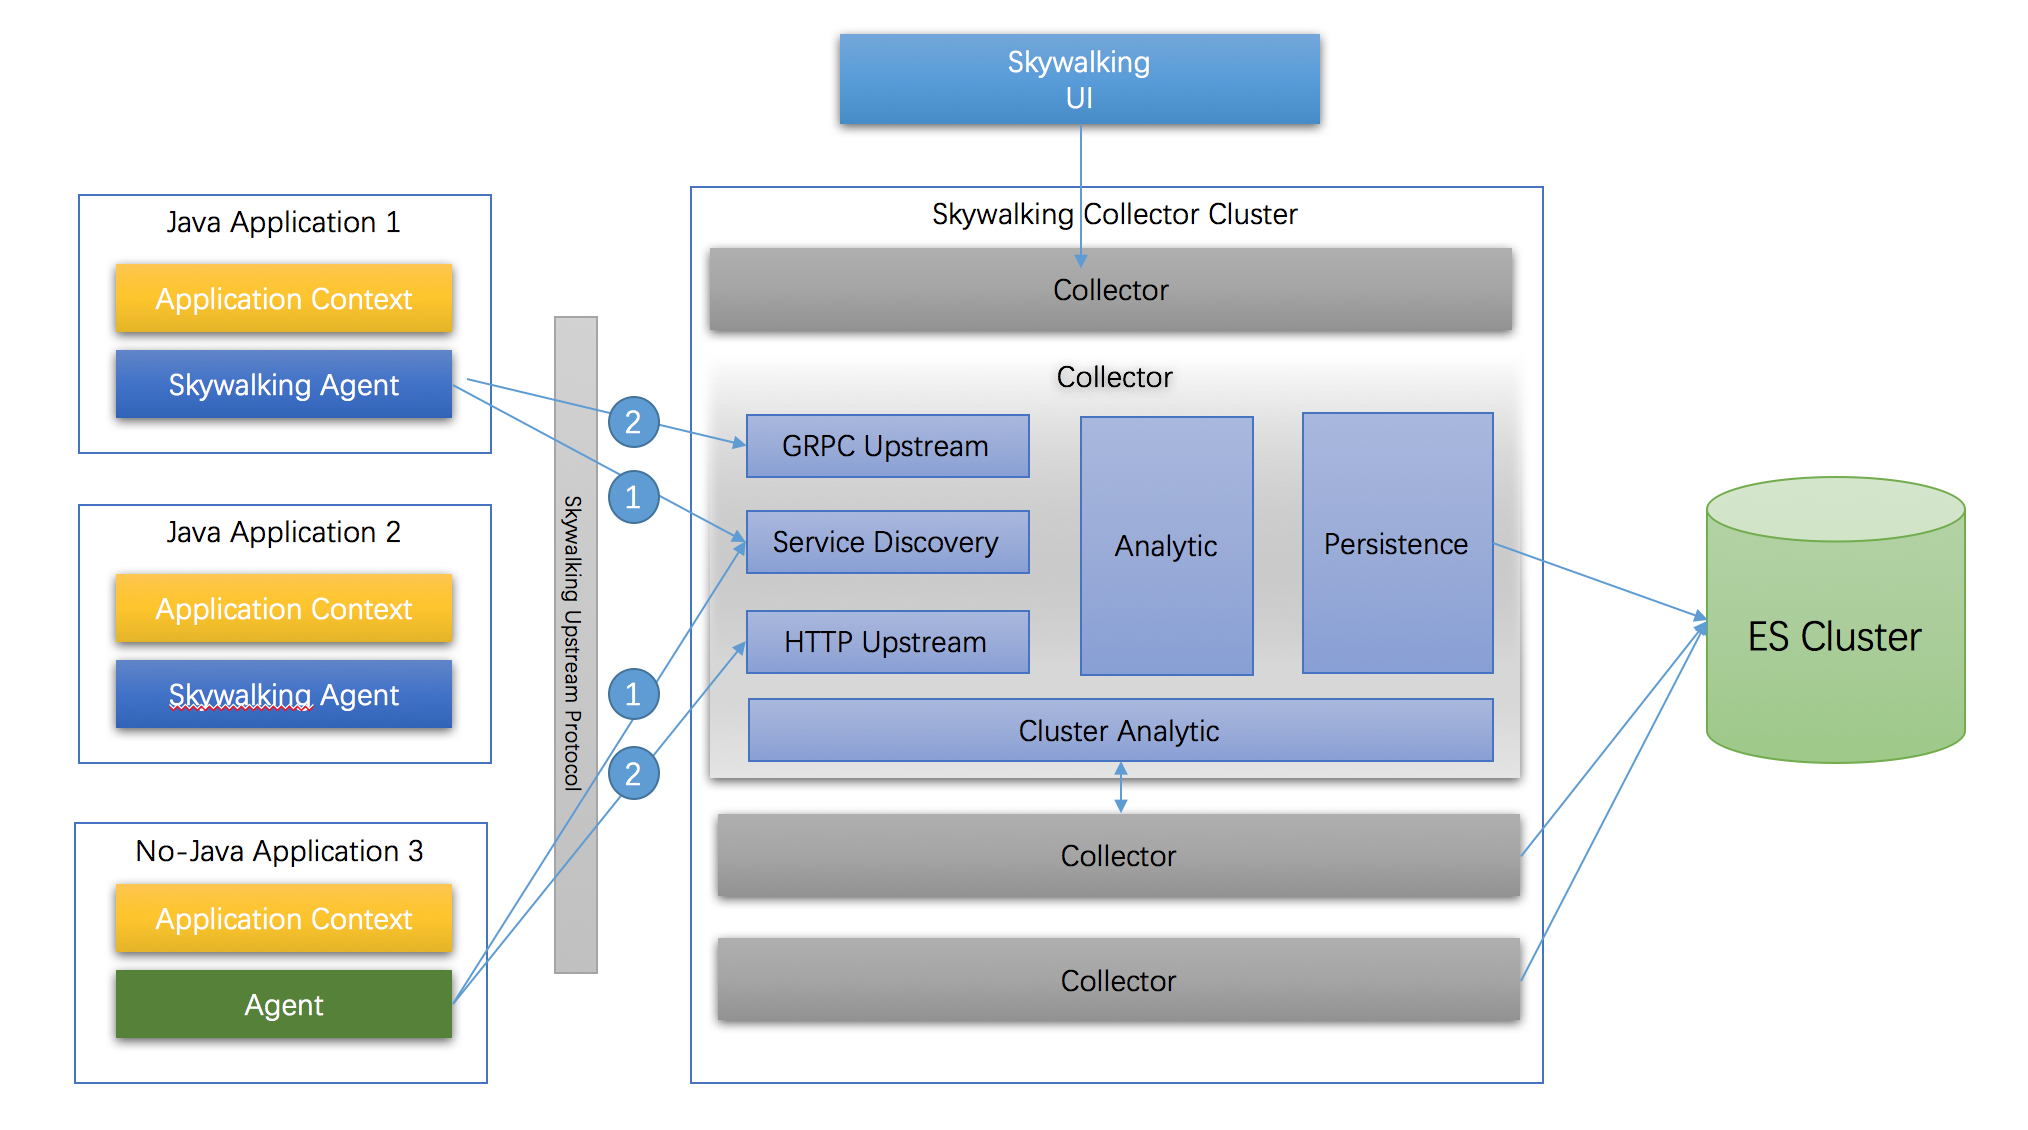 Skywalking
UI
Java Application 1
Application Context
Skywalking Agent
Java Application 2
Application Context
Skywalking Agent
No-Java Application 3
Application Context
Agent
Skywalking Upstream Protocol
2
1
1
2
Skywalking Collector Cluster
Collector
Collector
GRPC Upstream
Service Discovery
HTTP Upstream
Analytic
Persistence
Cluster Analytic
Collector
Collector
ES Cluster